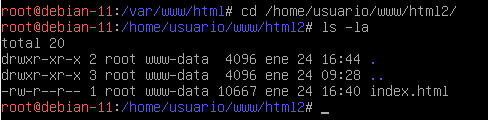 root@debian-11:/var/www/html# cd /home/usuario/www/html2/
root@debian-11:/home/usuario/www/html2# ls -la
total 20
drwxr-xr-x 2 root www-data  4096 ene 24 16:44 .
drwxr-xr-x 3 root www-data  4096 ene 24 09:28 ..
-rw-r--r-- 1 root www-data 10667 ene 24 16:40 index.html
root@debian-11:/home/usuario/www/html2# _